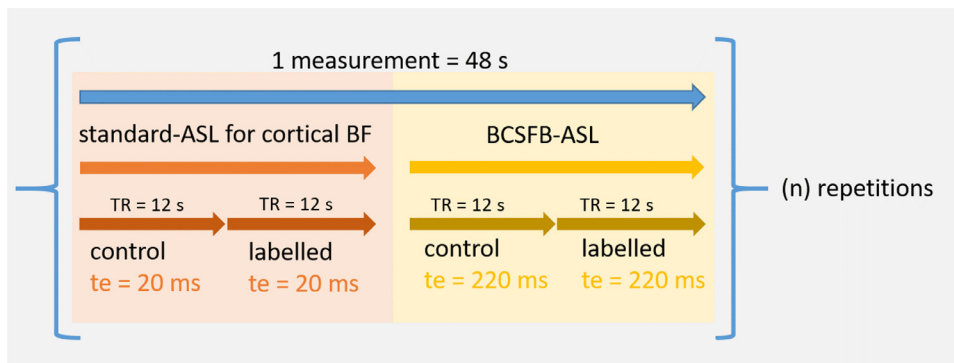 1 measurement = 48 s
standard-ASL for cortical BF
BCSFB-ASL
TR = 12 s
TR = 12 s
TR = 12 s
TR = 12 s
(n) repetitions
control
labelled
control
labelled
te = 20 ms
te = 20 ms
te = 220 ms
te = 220 ms